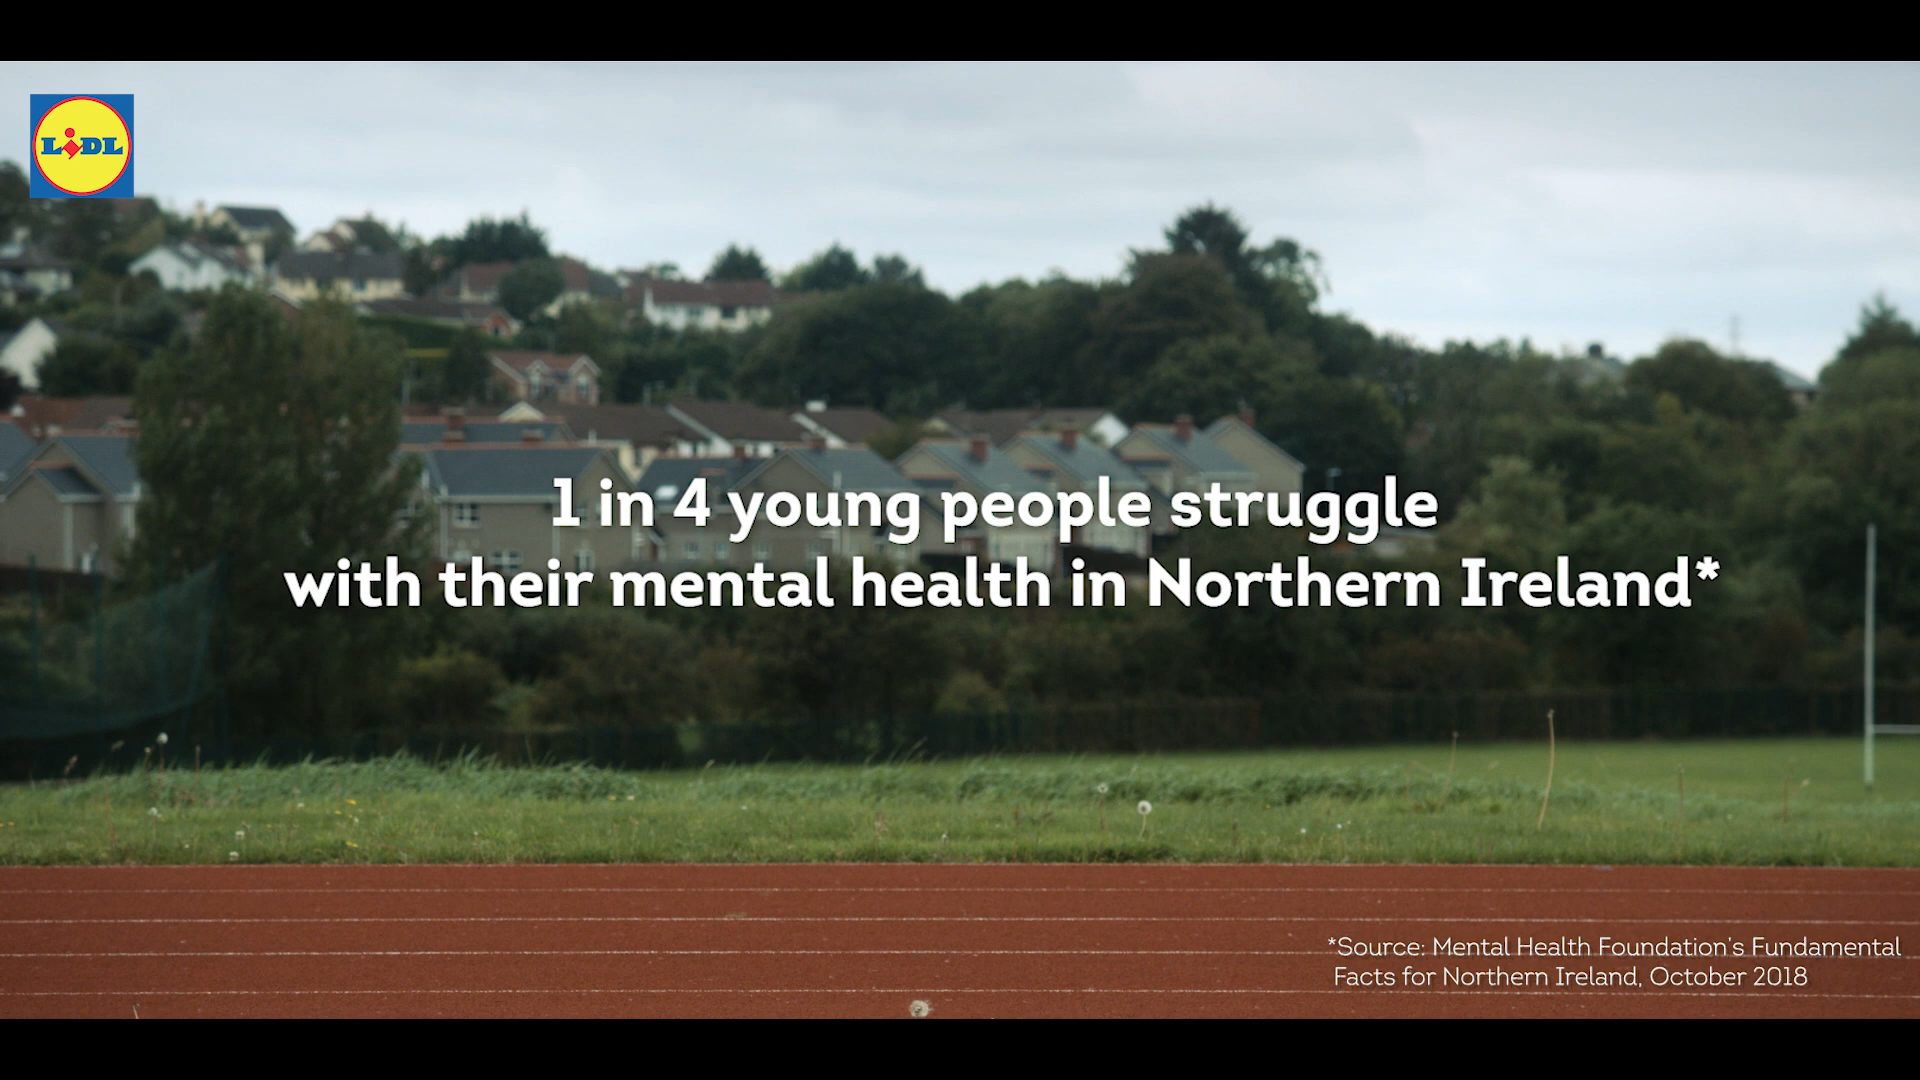 LIDL
1 in 4 young people struggle
with their mental health in Northern Ireland*
*Source: Mental Health Foundation's Fundamental
Facts for Northern Ireland, October 2018